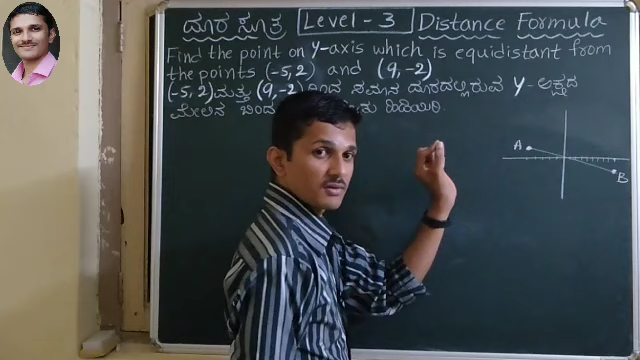 ದೂರ ಸೂತ್ರ Level - 3 Distance Formula
Find the point on y-axis which is equidistant from
the points (-5, 2) and (9, -2)
(-5, 2) ಮತ್ತು (9, -2) ರಿಂದ ಸಮಾನ ದೂರದಲ್ಲಿರುವ y - ಅಕ್ಷದ
ಮೇಲಿನ ಕಂಡುಹಿಡಿಯಿರಿ.
A
B